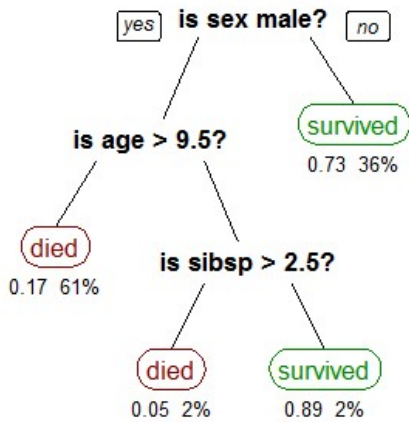 yes is sex male? no
is age > 9.5?
survived
0.73 36%
died
0.17 61%
is sibsp > 2.5?
died survived
0.05 2% 0.89 2%